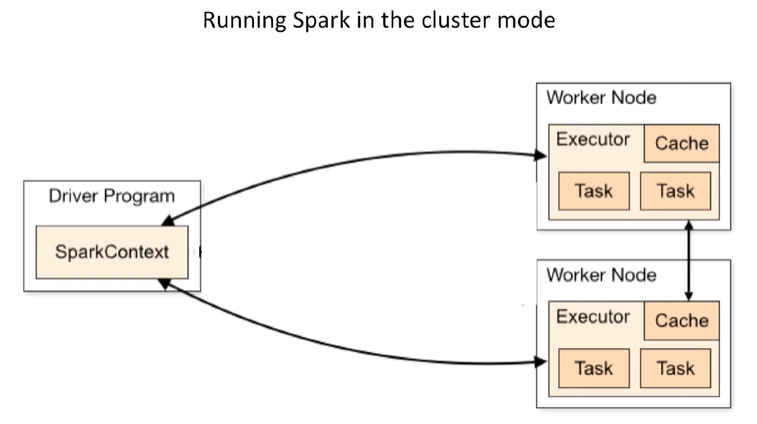 Running Spark in the cluster mode
Driver Program
SparkContext
Worker Node
Executor
Cache
Task
Task
Worker Node
Executor
Cache
Task
Task